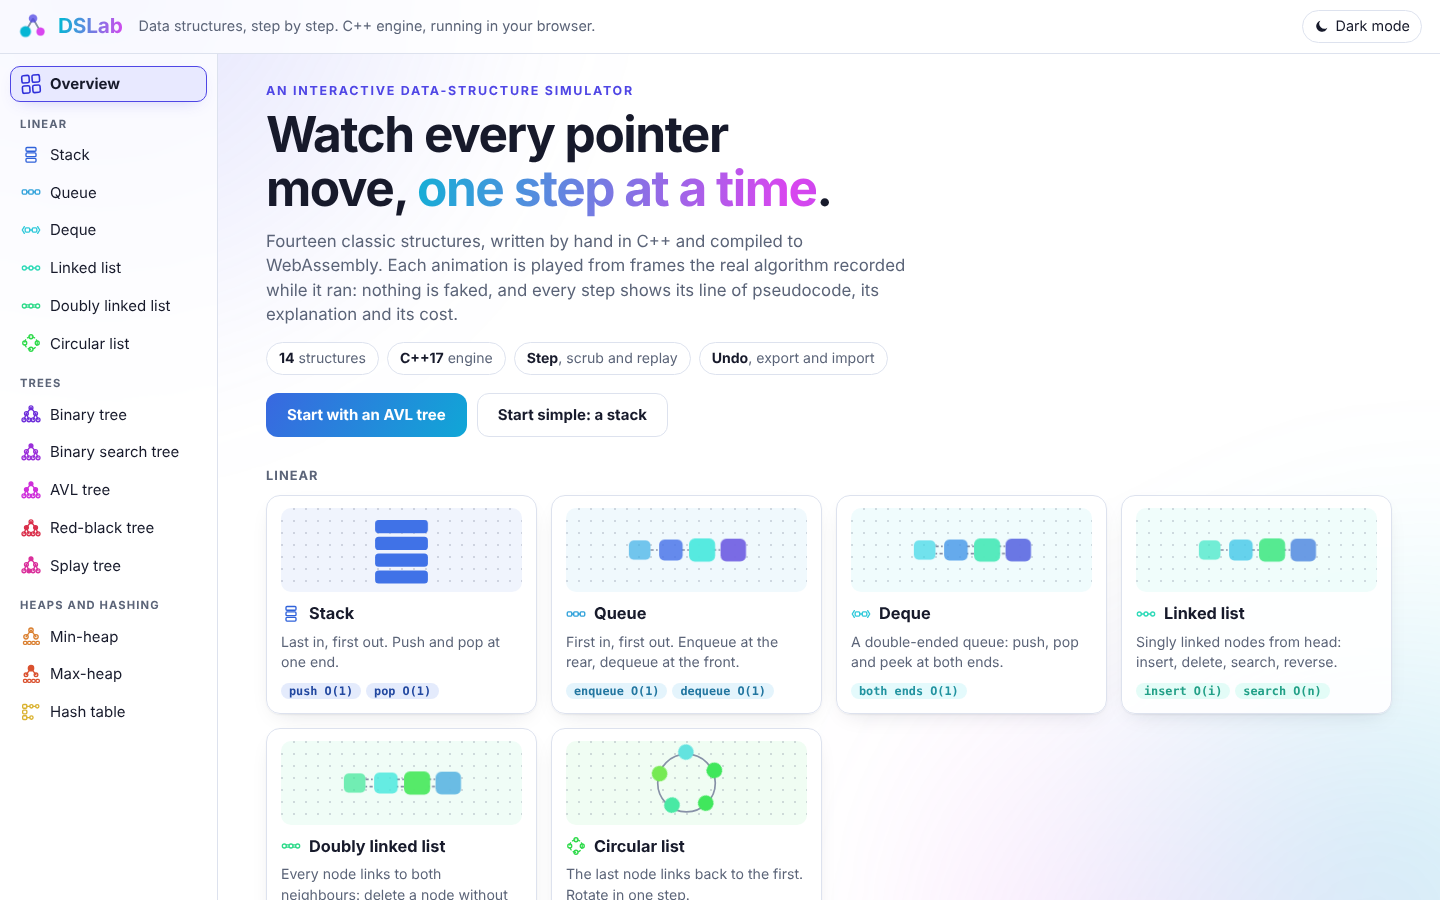 DSLab
Data structures, step by step. C++ engine, running in your browser.
Dark mode
Overview
LINEAR
Stack
Queue
Deque
Linked list
Doubly linked list
Circular list
TREES
Binary tree
Binary search tree
AVL tree
Red-black tree
Splay tree
HEAPS AND HASHING
Min-heap
Max-heap
Hash table
AN INTERACTIVE DATA-STRUCTURE SIMULATOR
Watch every pointer
move, one step at a time.
Fourteen classic structures, written by hand in C++ and compiled to
WebAssembly. Each animation is played from frames the real algorithm recorded
while it ran: nothing is faked, and every step shows its line of pseudocode, its
explanation and its cost.
14 structures
C++17 engine
Step, scrub and replay
Undo, export and import
Start with an AVL tree
Start simple: a stack
LINEAR
Stack
Last in, first out. Push and pop at
one end.
push O(1)
pop O(1)
Queue
First in, first out. Enqueue at the
rear, dequeue at the front.
enqueue O(1)
dequeue O(1)
Deque
A double-ended queue: push, pop
and peek at both ends.
both ends O(1)
Linked list
Singly linked nodes from head:
insert, delete, search, reverse.
insert O(i)
search O(n)
Doubly linked list
Every node links to both
neighbours: delete a node without
Circular list
The last node links back to the first.
Rotate in one step.